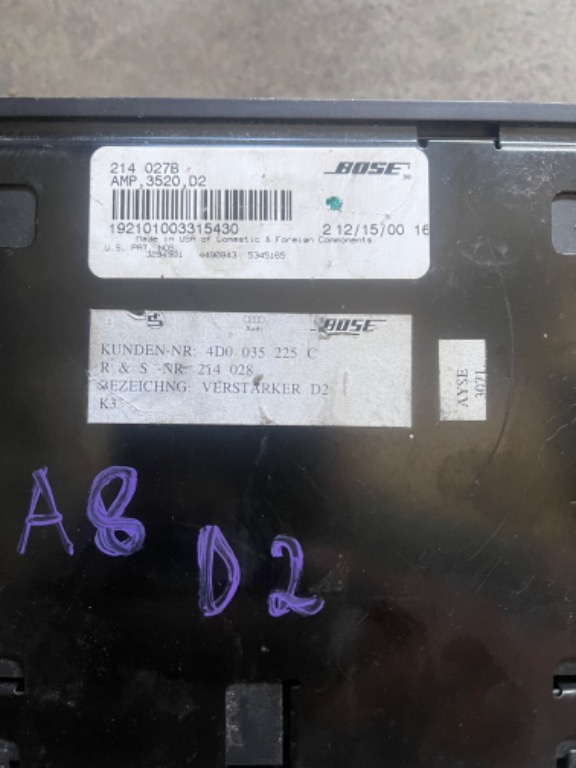 214 027B
AMP,3520,D2
BOSE
192101003315430
2 12/15/00 16
Made in USA of Domestic & Foreign Components
U.S. PAT. NOS.
4490843 5345165
Audi
BOSE
KUNDEN-NR: 4D0 035 225 C
R & S -NR: 214 028
BEZEICHNG: VERSTARKER D2
K3
AYSE
3071
A8
D2